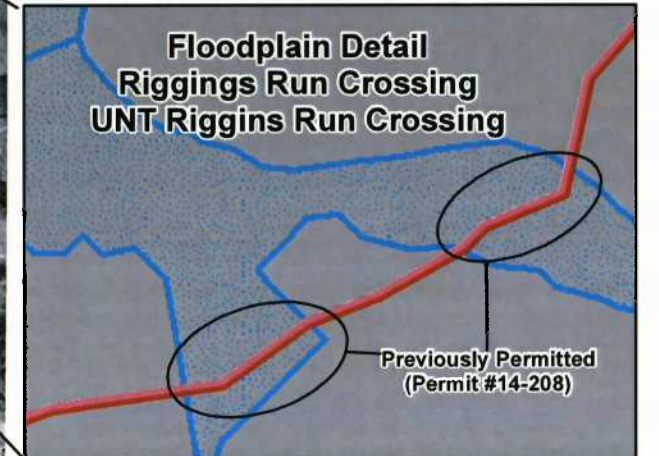 Floodplain Detail
Riggings Run Crossing
UNT Riggins Run Crossing
Previously Permitted
(Permit #14-208)